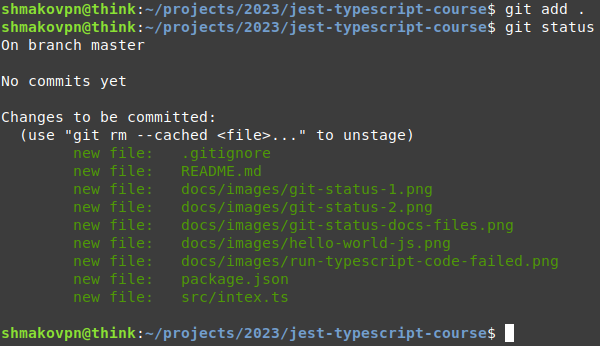 shmakovpn@think:~/projects/2023/jest-typescript-course$ git add .
shmakovpn@think:~/projects/2023/jest-typescript-course$ git status
On branch master

No commits yet

Changes to be committed:
  (use "git rm --cached <file>..." to unstage)
        new file:   .gitignore
        new file:   README.md
        new file:   docs/images/git-status-1.png
        new file:   docs/images/git-status-2.png
        new file:   docs/images/git-status-docs-files.png
        new file:   docs/images/hello-world-js.png
        new file:   docs/images/run-typescript-code-failed.png
        new file:   package.json
        new file:   src/intex.ts

shmakovpn@think:~/projects/2023/jest-typescript-course$